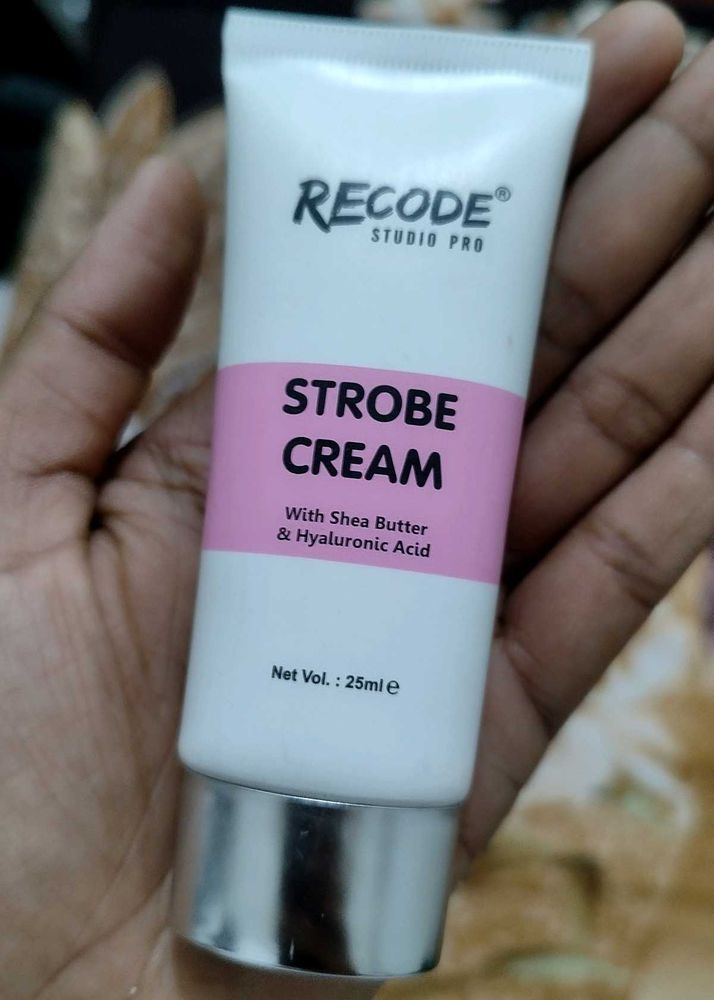 RECODE®
STUDIO PRO
STROBE
CREAM
With Shea Butter
& Hyaluronic Acid
Net Vol. : 25ml ℮